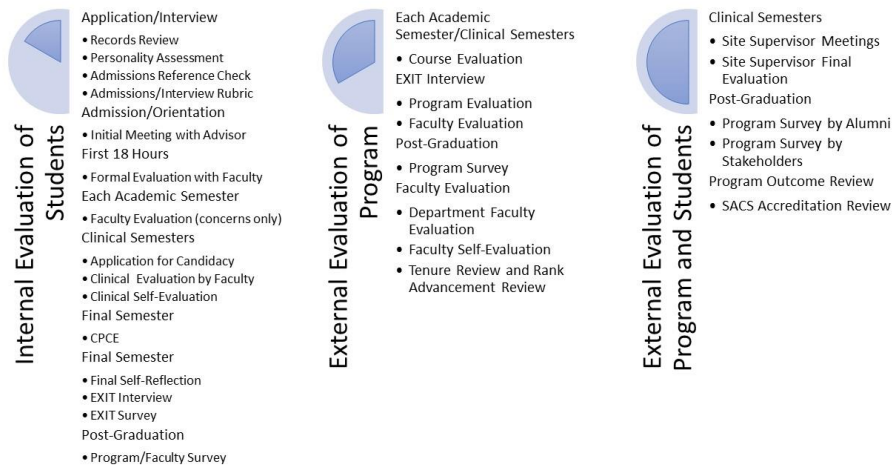 Internal Evaluation of
Students
Application/Interview
• Records Review
• Personality Assessment
• Admissions Reference Check
• Admissions/Interview Rubric
Admission/Orientation
• Initial Meeting with Advisor
First 18 Hours
• Formal Evaluation with Faculty
Each Academic Semester
• Faculty Evaluation (concerns only)
Clinical Semesters
• Application for Candidacy
• Clinical Evaluation by Faculty
• Clinical Self-Evaluation
Final Semester
• CPCE
Final Semester
• Final Self-Reflection
• EXIT Interview
• EXIT Survey
Post-Graduation
• Program/Faculty Survey
External Evaluation of
Program
Each Academic
Semester/Clinical Semesters
• Course Evaluation
EXIT Interview
• Program Evaluation
• Faculty Evaluation
Post-Graduation
• Program Survey
Faculty Evaluation
• Department Faculty
Evaluation
• Faculty Self-Evaluation
• Tenure Review and Rank
Advancement Review
External Evaluation of
Program and Students
Clinical Semesters
• Site Supervisor Meetings
• Site Supervisor Final
Evaluation
Post-Graduation
• Program Survey by Alumni
• Program Survey by
Stakeholders
Program Outcome Review
• SACS Accreditation Review